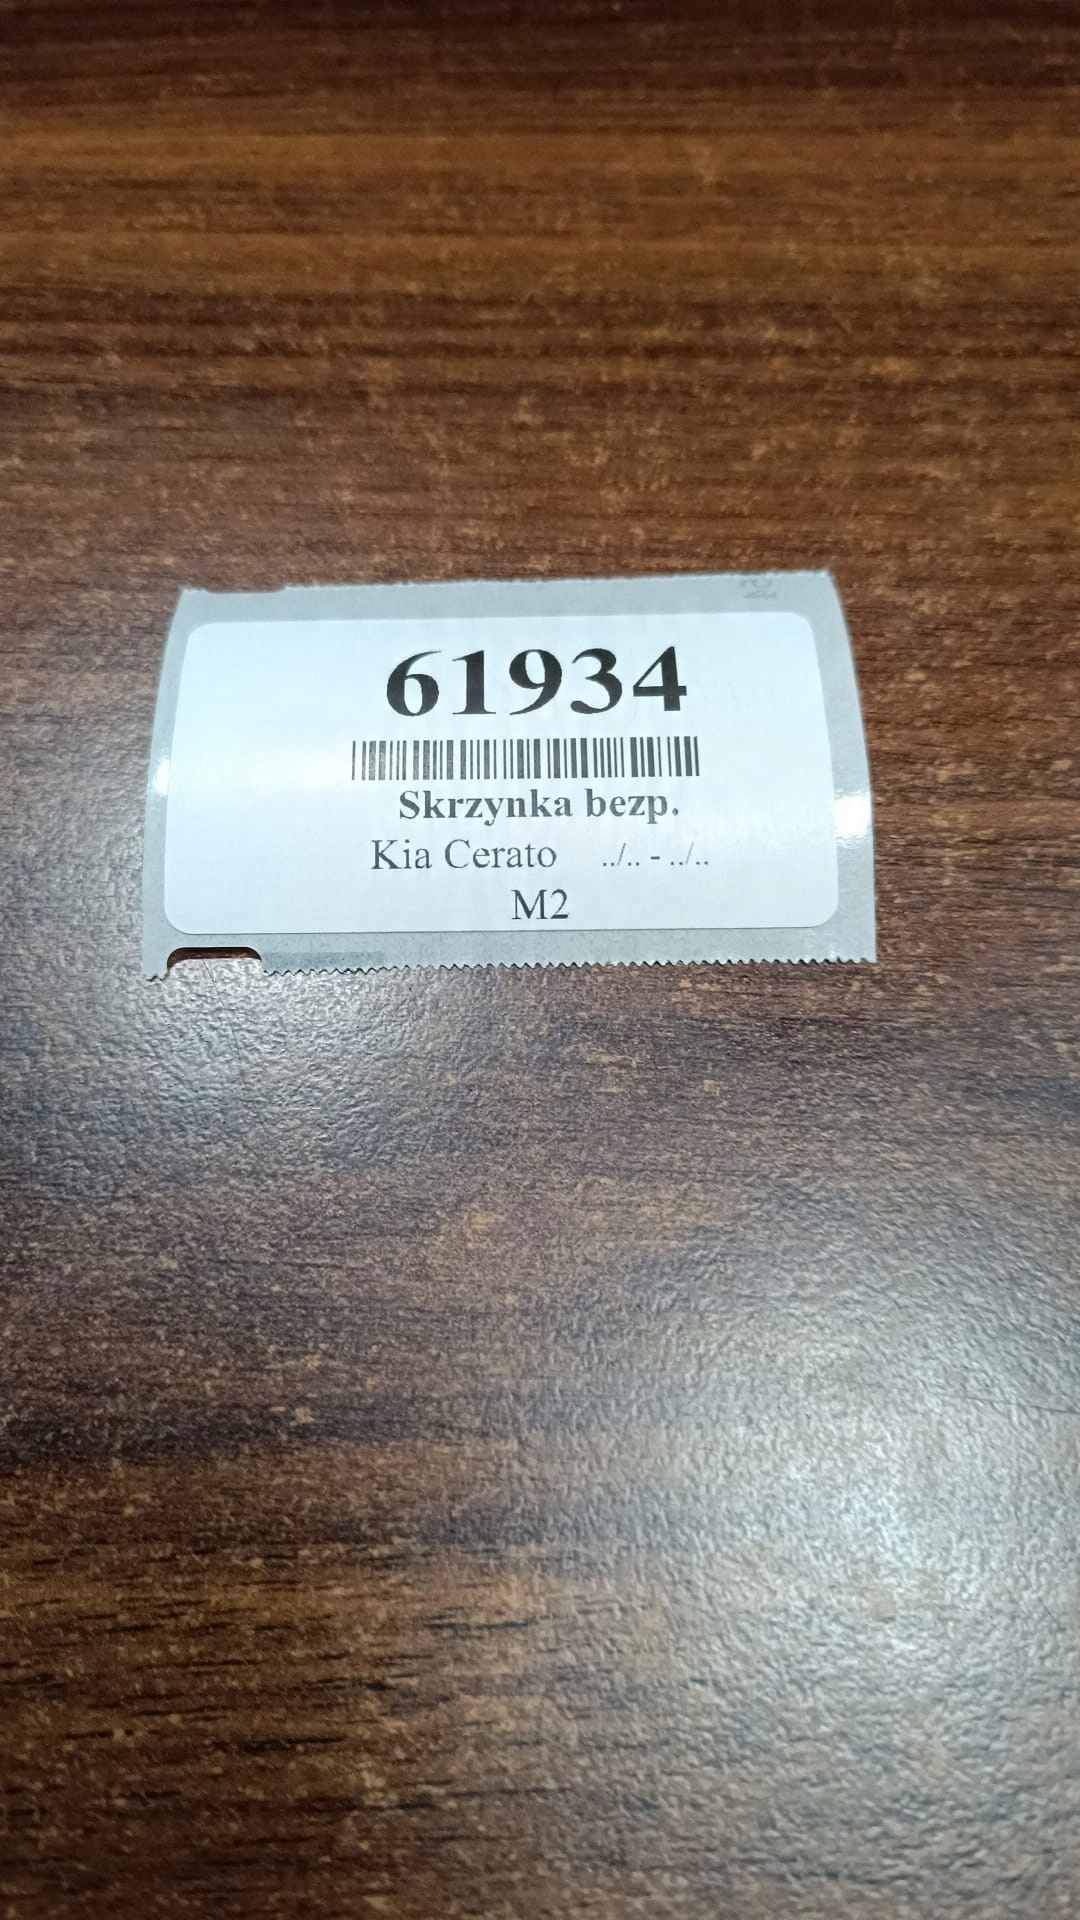 61934
Skrzynka bezp.
Kia Cerato ../.. - ../..
M2